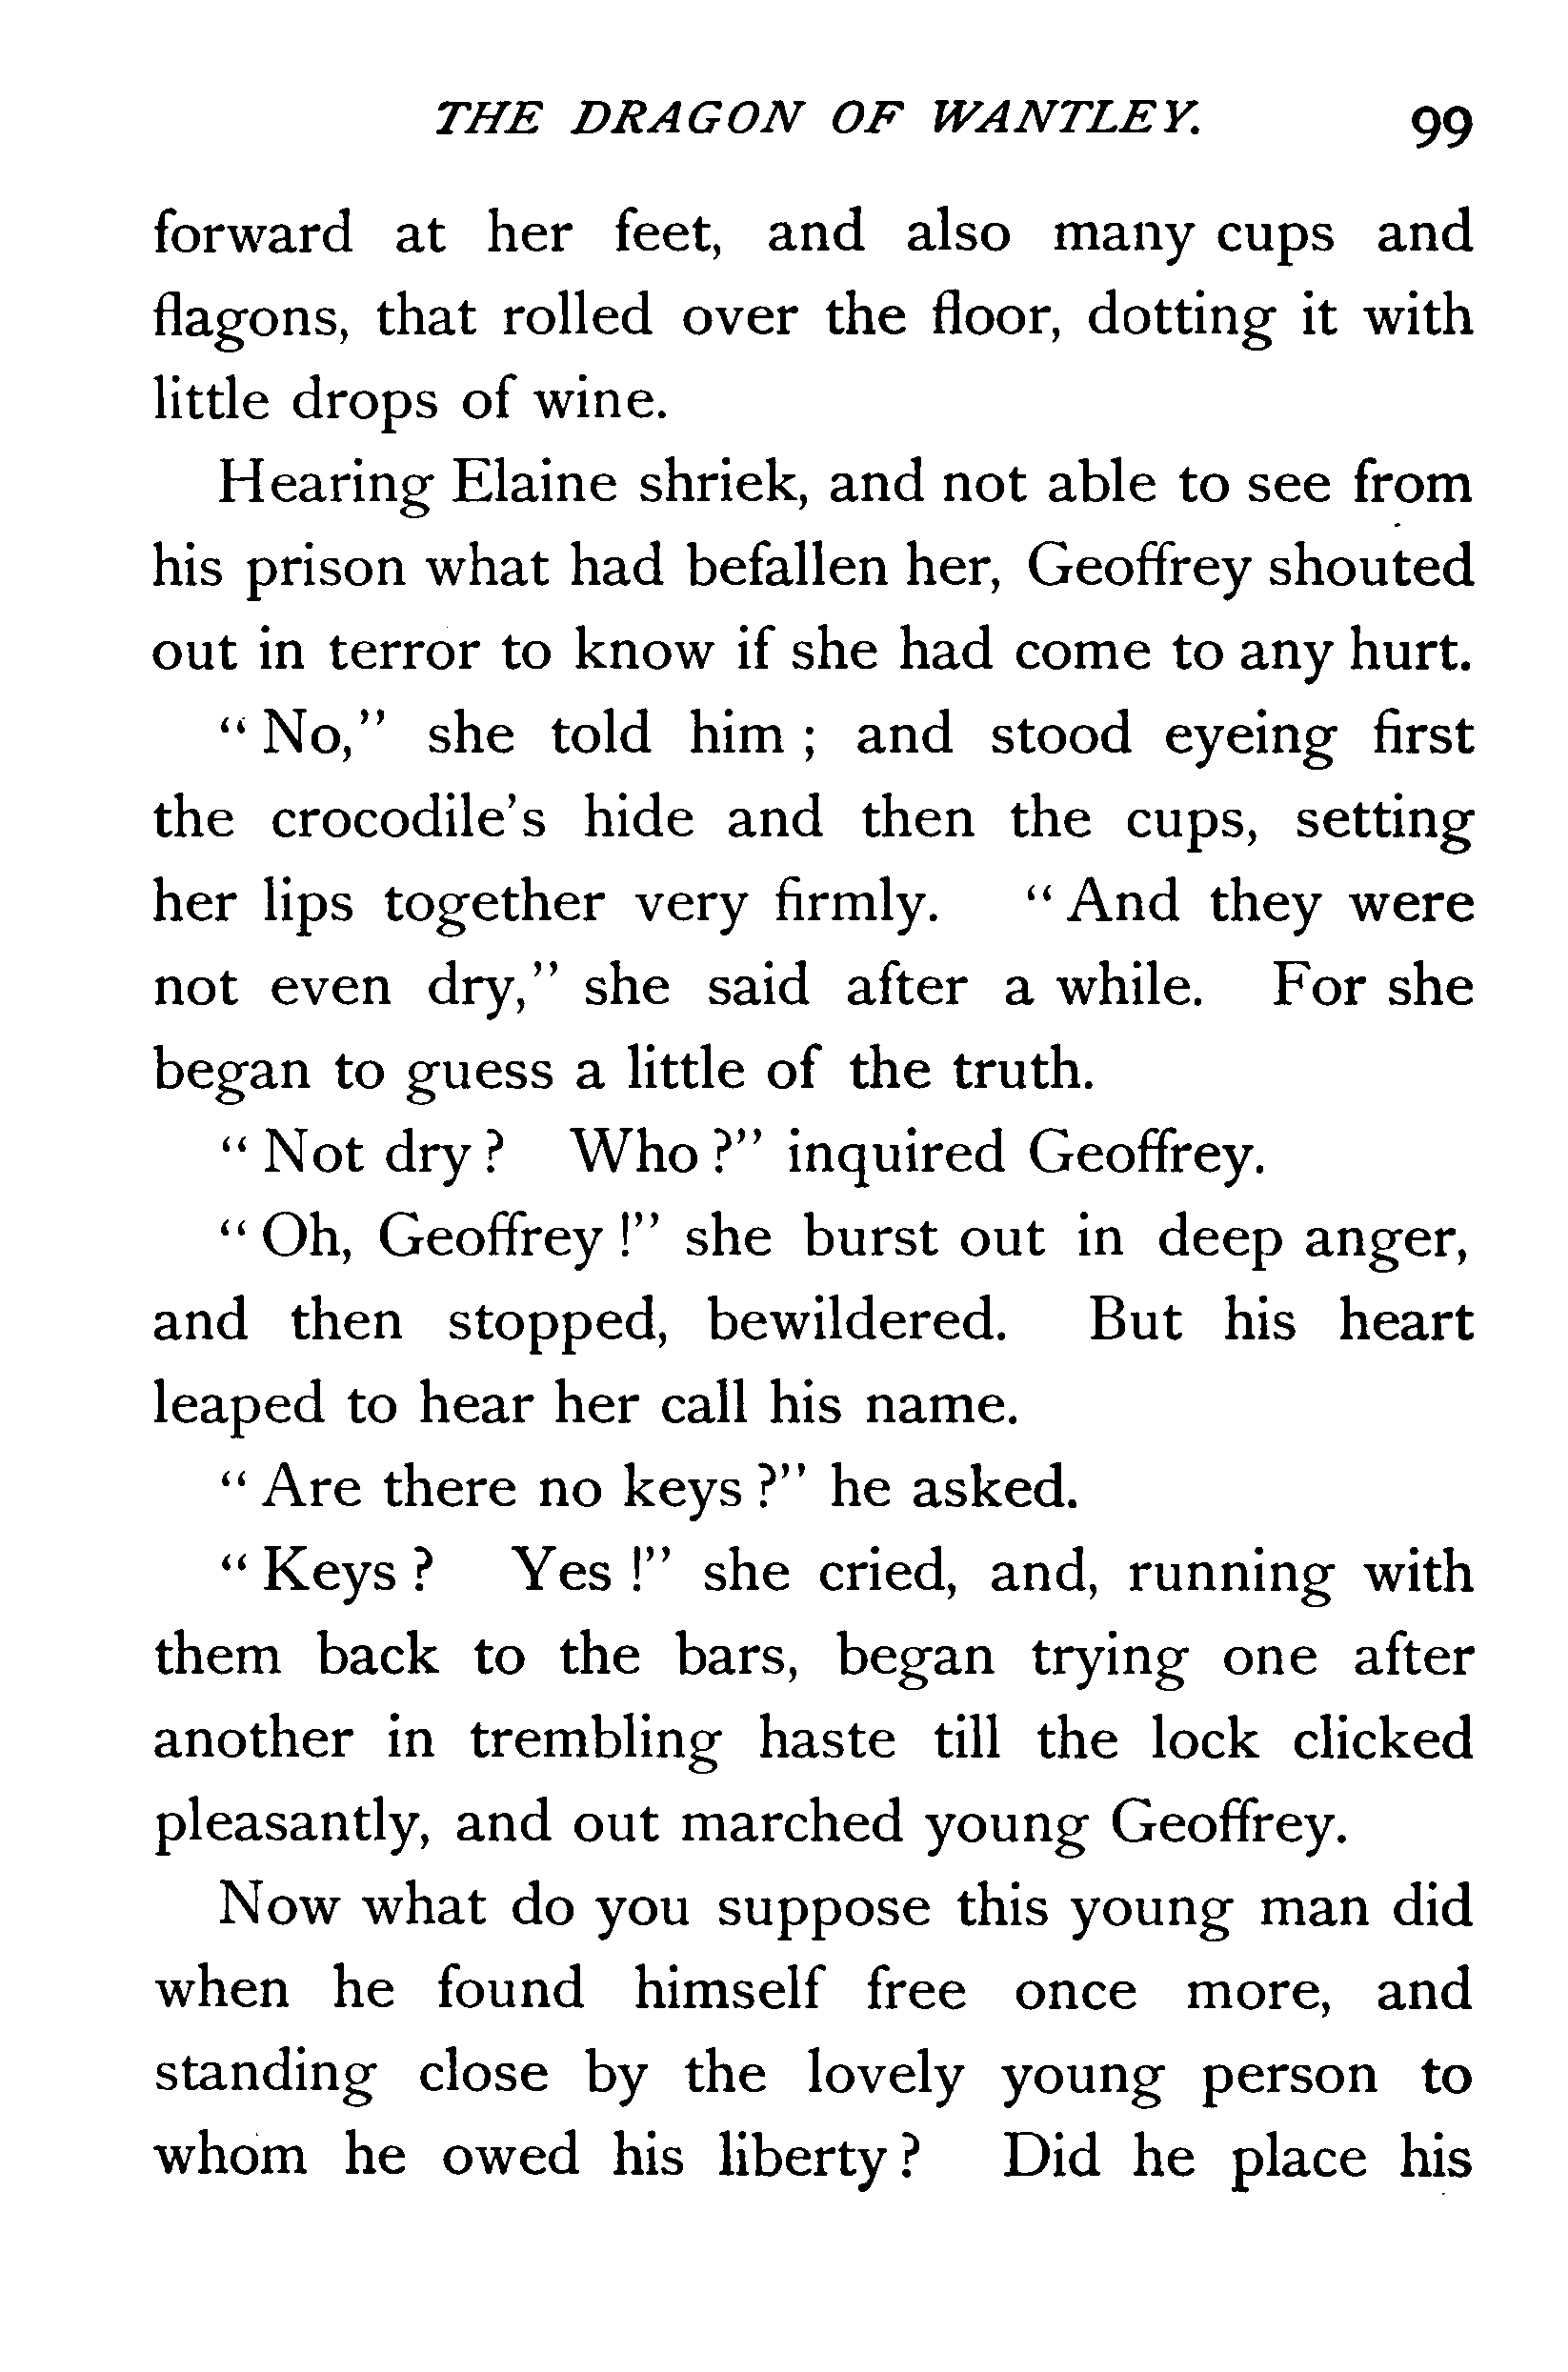 THE DRAGON OF WANTLEY. 99
forward at her feet, and also many cups and
flagons, that rolled over the floor, dotting it with
little drops of wine.
Hearing Elaine shriek, and not able to see from
his prison what had befallen her, Geoffrey shouted
out in terror to know if she had come to any hurt.
“ No,” she told him ; and stood eyeing first
the crocodile’s hide and then the cups, setting
her lips together very firmly. “ And they were
not even dry,” she said after a while. For she
began to guess a little of the truth.
“ Not dry ? Who ?” inquired Geoffrey.
“ Oh, Geoffrey !” she burst out in deep anger,
and then stopped, bewildered. But his heart
leaped to hear her call his name.
“ Are there no keys ?” he asked.
“ Keys ? Yes !” she cried, and, running with
them back to the bars, began trying one after
another in trembling haste till the lock clicked
pleasantly, and out marched young Geoffrey.
Now what do you suppose this young man did
when he found himself free once more, and
standing close by the lovely young person to
whom he owed his liberty ? Did he place his